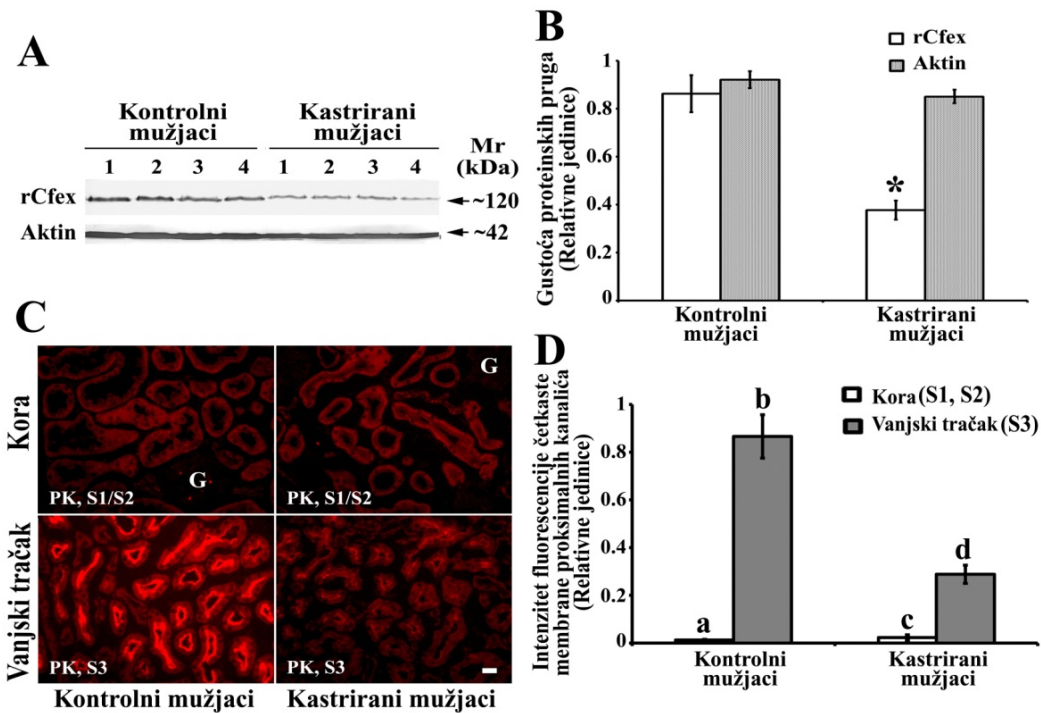 A
Kontrolni mužjaci
Kastrirani mužjaci
Mr (kDa)
1 2 3 4 1 2 3 4
rCfex ~120
Aktin ~42
B
rCfex
Aktin
Gustoća proteinskih pruga
(Relativne jedinice)
1
0.8
0.6
0.4
0.2
0
*
Kontrolni mužjaci
Kastrirani mužjaci
C
Kora
G
G
PK, S1/S2
PK, S1/S2
Vanjski tračak
PK, S3
PK, S3
Kontrolni mužjaci
Kastrirani mužjaci
D
Kora (S1, S2)
Vanjski tračak (S3)
Intenzitet fluorescencije četkaste
membrane proksimalnih kanalića
(Relativne jedinice)
1
0.8
0.6
0.4
0.2
0
a
b
c
d
Kontrolni mužjaci
Kastrirani mužjaci